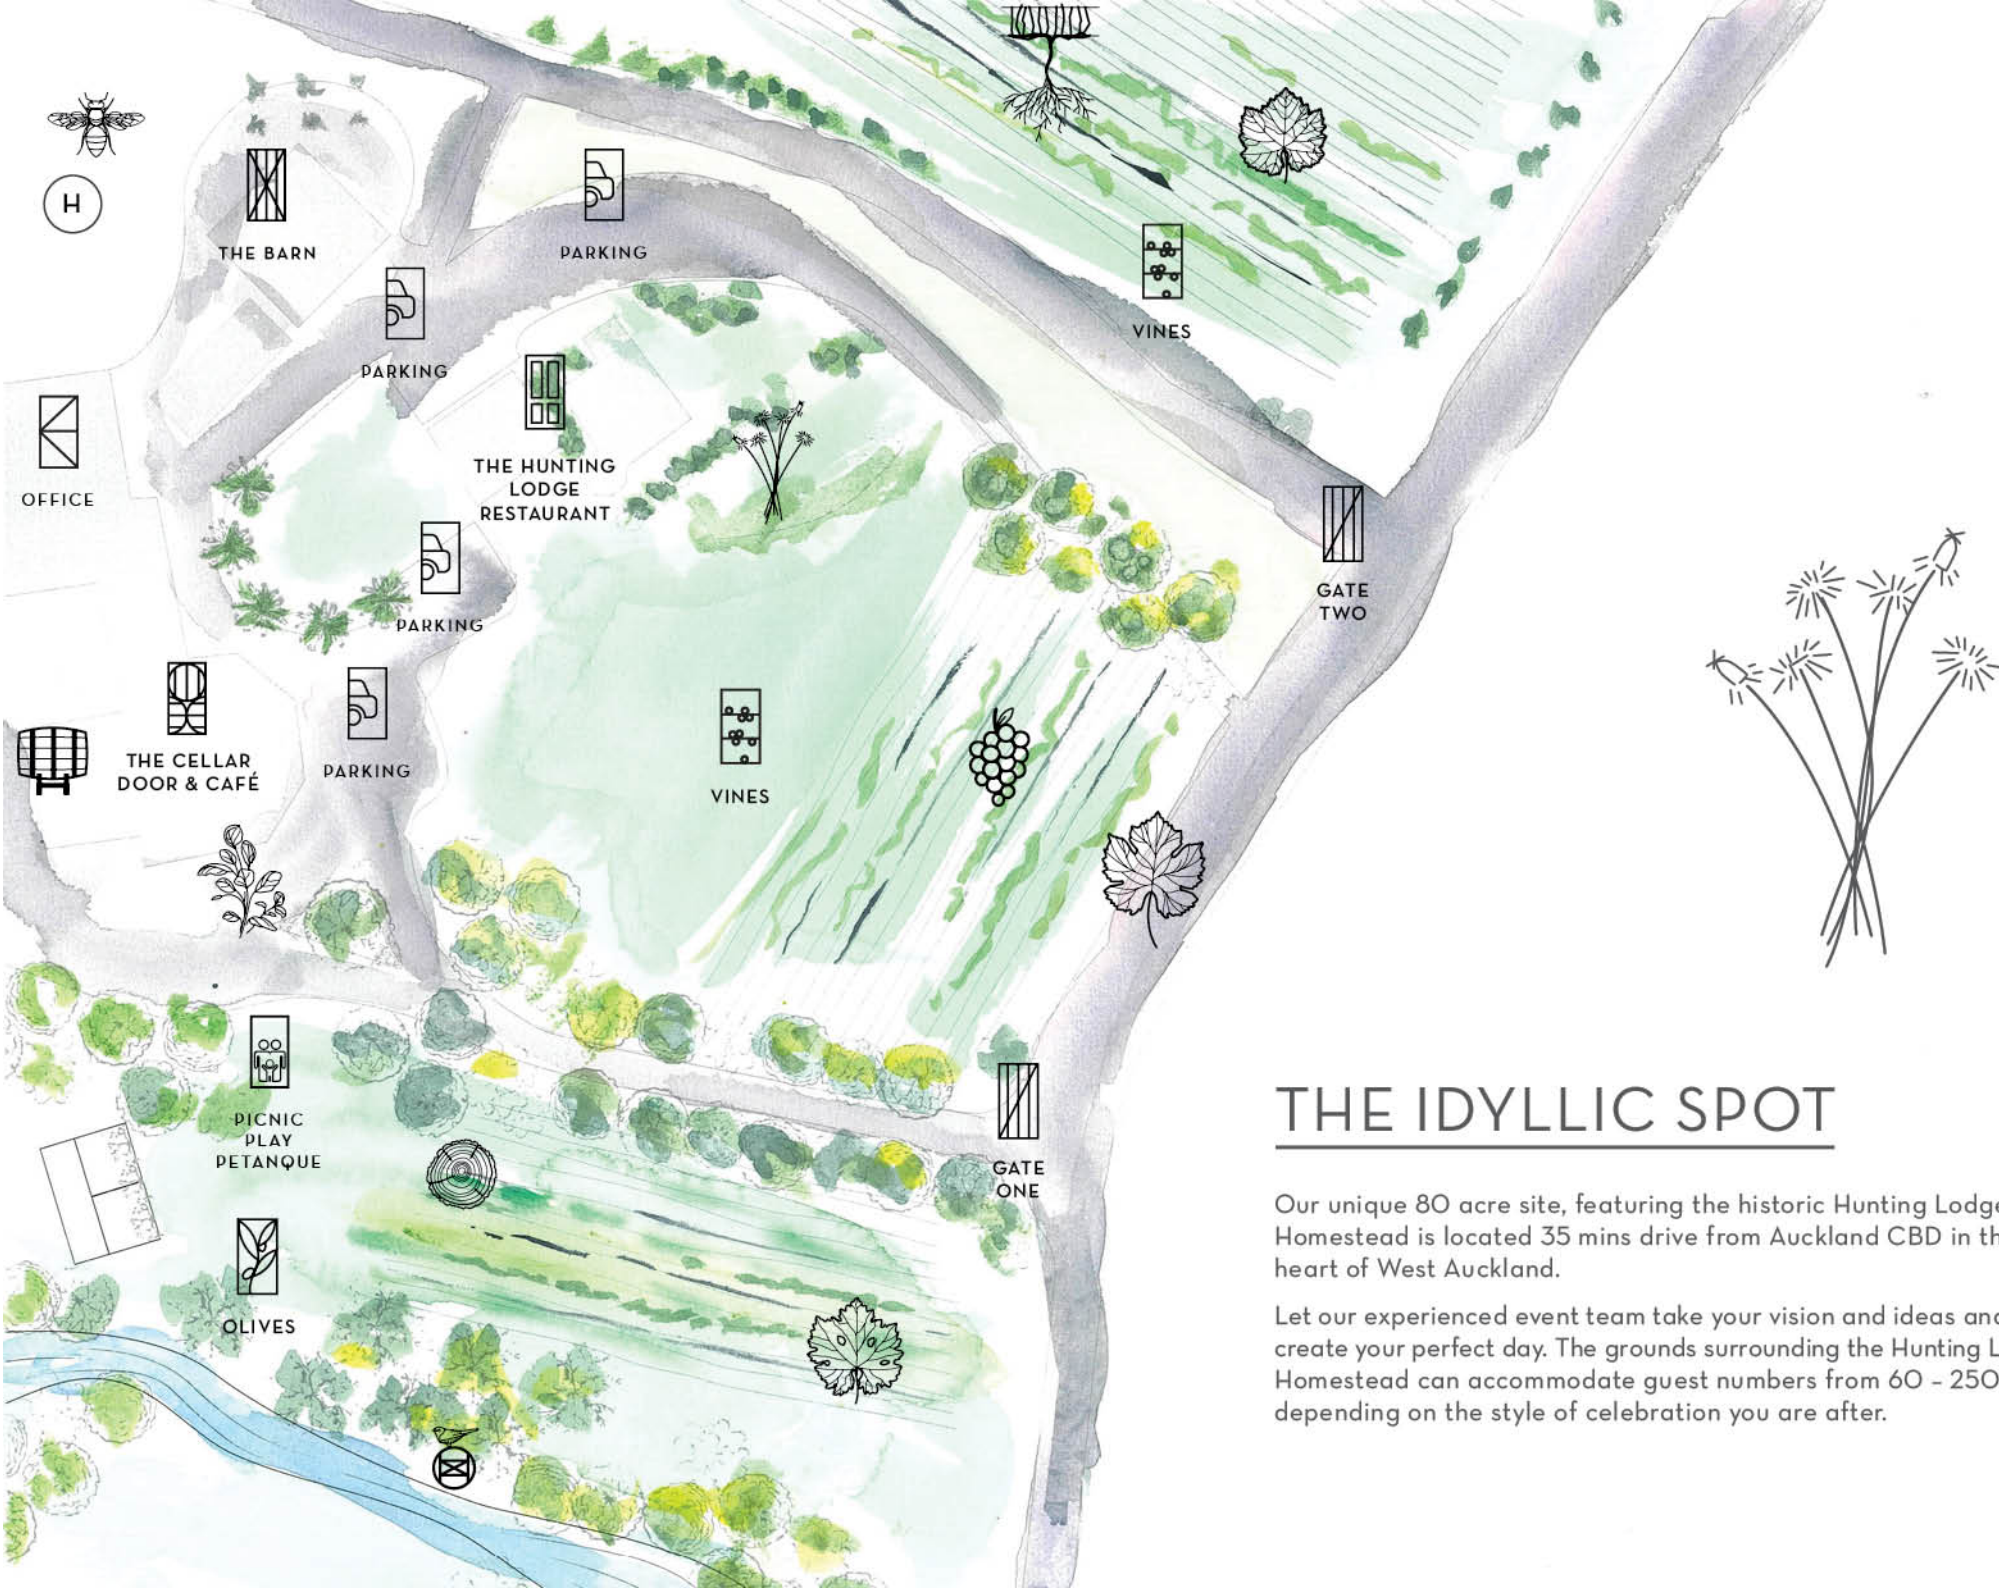 H
THE BARN
PARKING
PARKING
VINES
OFFICE
THE HUNTING
LODGE
RESTAURANT
PARKING
GATE
TWO
THE CELLAR
DOOR & CAFÉ
PARKING
VINES
PICNIC
PLAY
PETANQUE
GATE
ONE
OLIVES
THE IDYLLIC SPOT
Our unique 80 acre site, featuring the historic Hunting Lodge
Homestead is located 35 mins drive from Auckland CBD in th
heart of West Auckland.
Let our experienced event team take your vision and ideas and
create your perfect day. The grounds surrounding the Hunting L
Homestead can accommodate guest numbers from 60 – 250
depending on the style of celebration you are after.